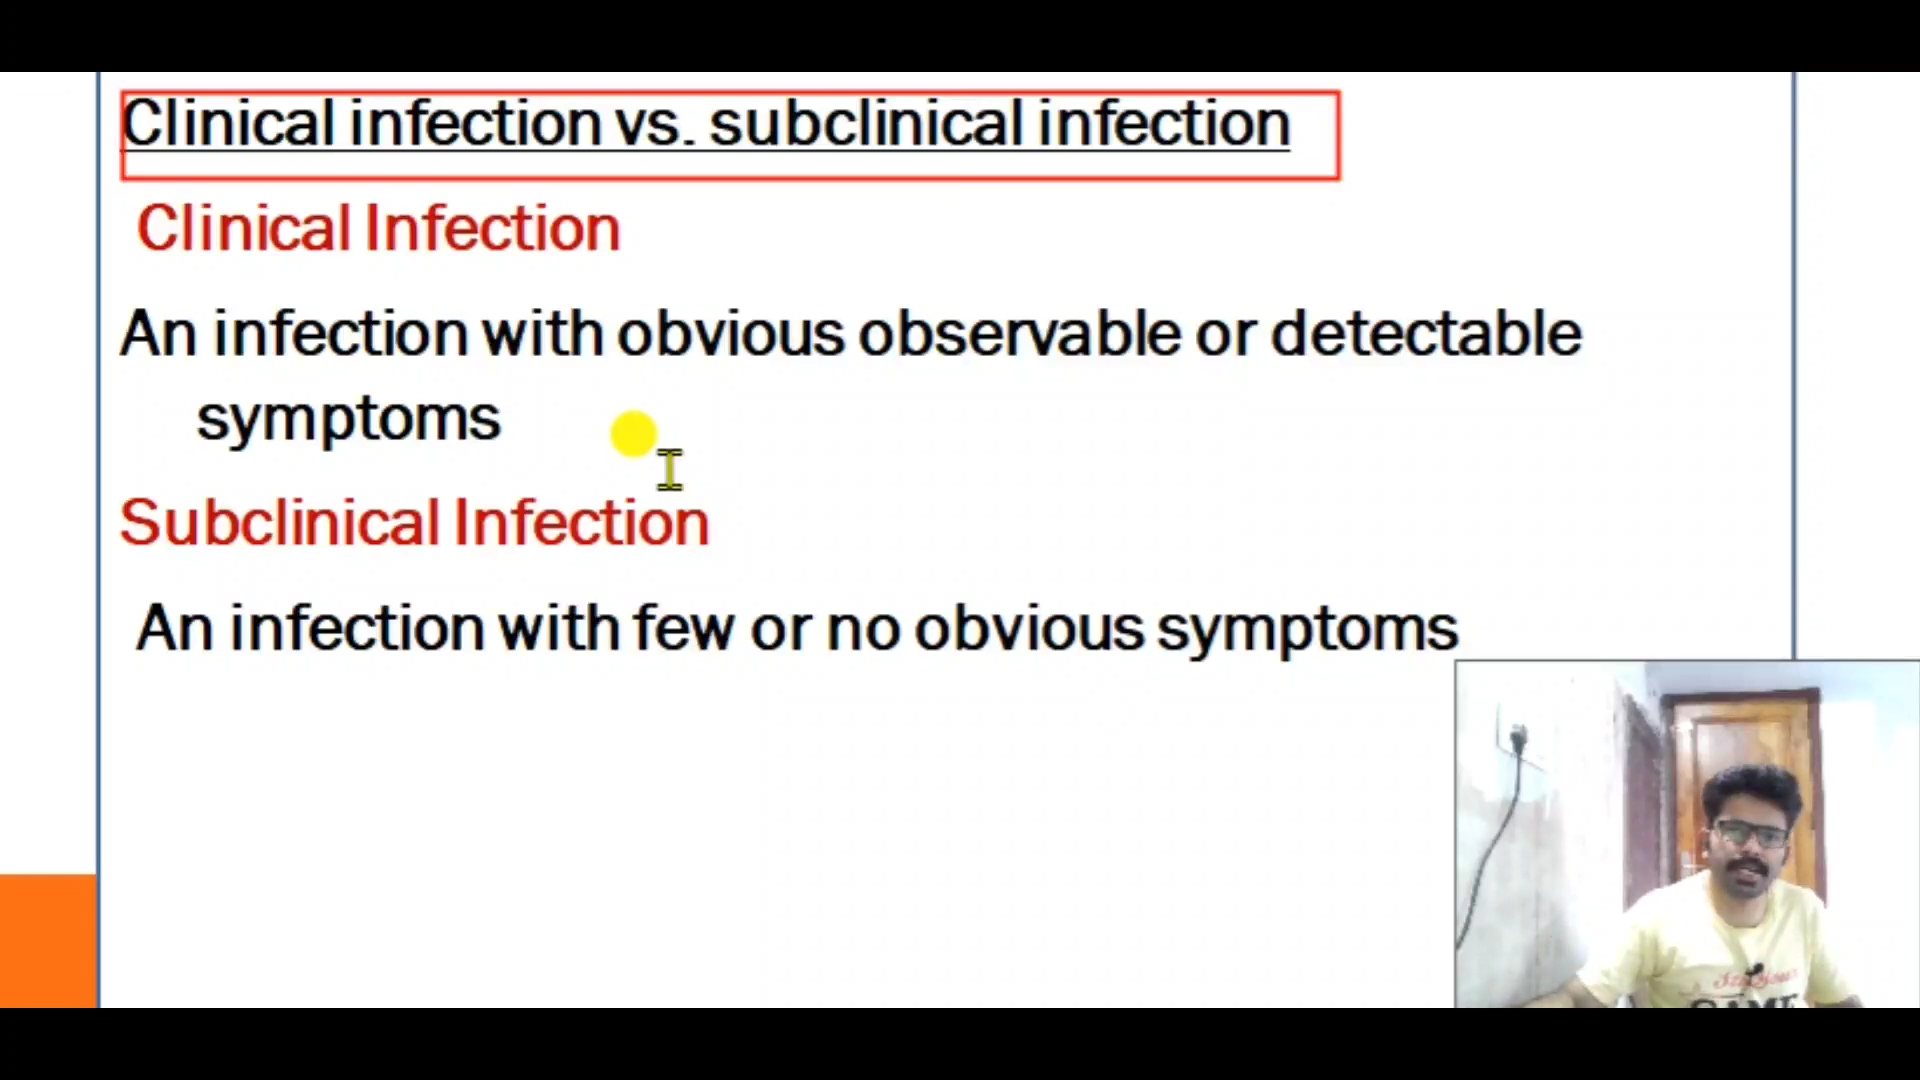 Clinical infection vs. subclinical infection
Clinical Infection
An infection with obvious observable or detectable
symptoms
Subclinical Infection
An infection with few or no obvious symptoms
GAME